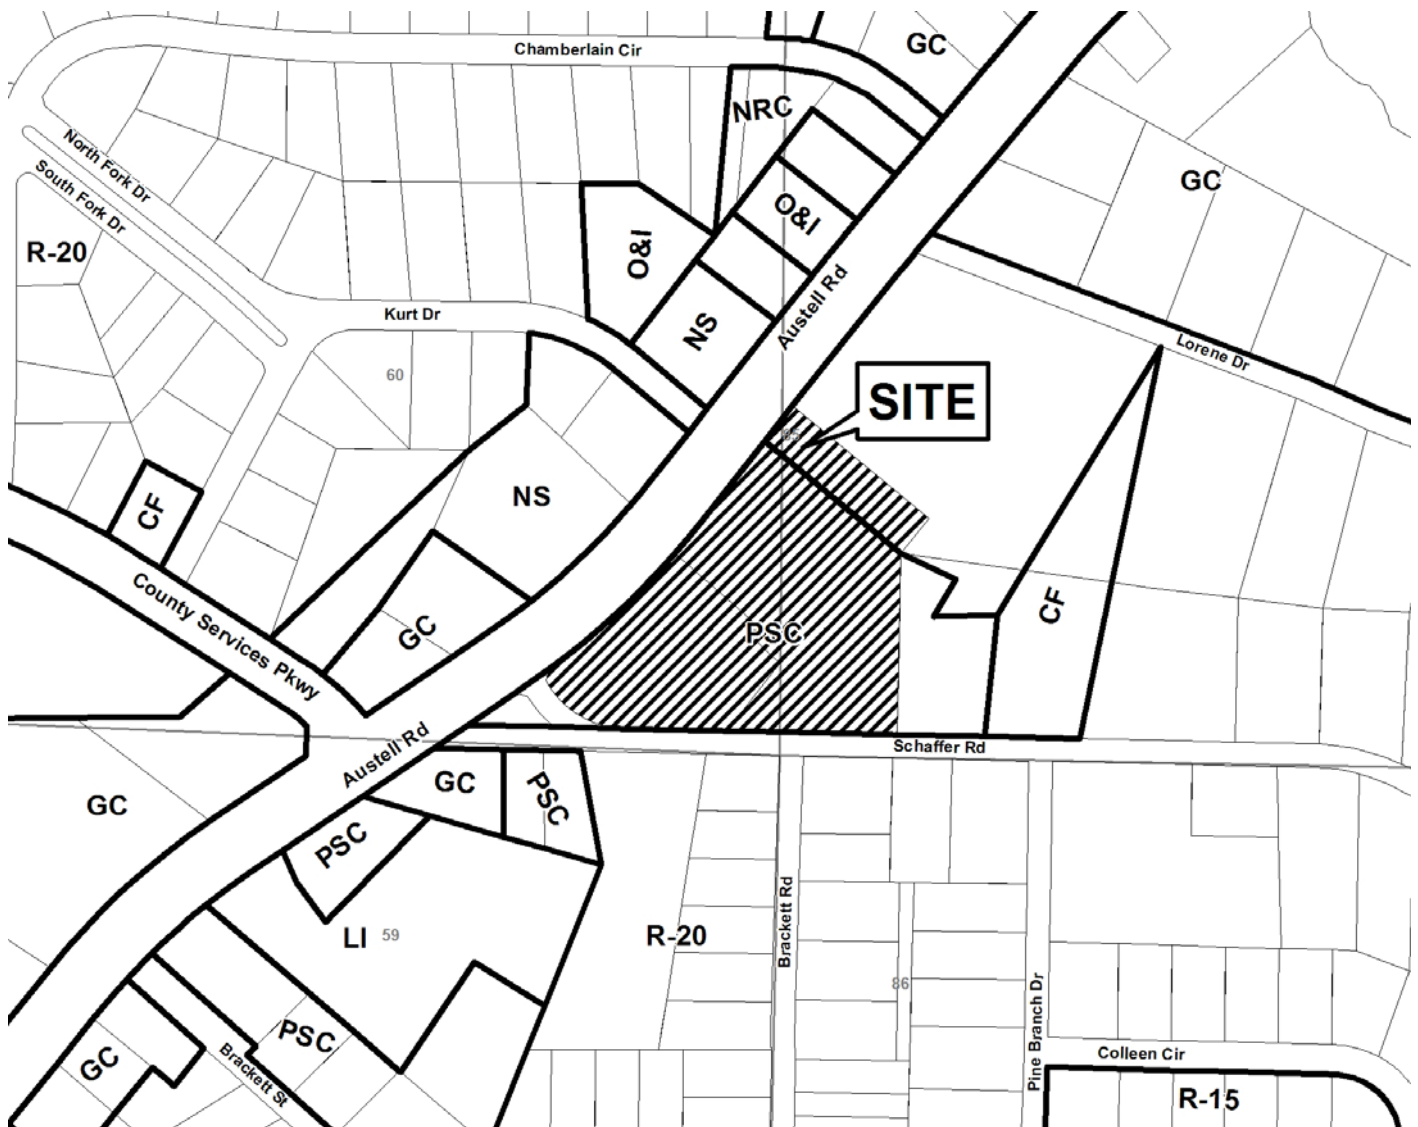 Chamberlain Cir
GC
NRC
North Fork Dr
South Fork Dr
GC
R-20
O&I
O&I
Austell Rd
Kurt Dr
NS
Lorene Dr
60
SITE
85
NS
CF
CF
County Services Pkwy
GC
PSC
Austell Rd
Schaffer Rd
GC
GC
PSC
PSC
LI
59
R-20
Brackett Rd
86
Pine Branch Dr
PSC
GC
Brackett St
Colleen Cir
R-15